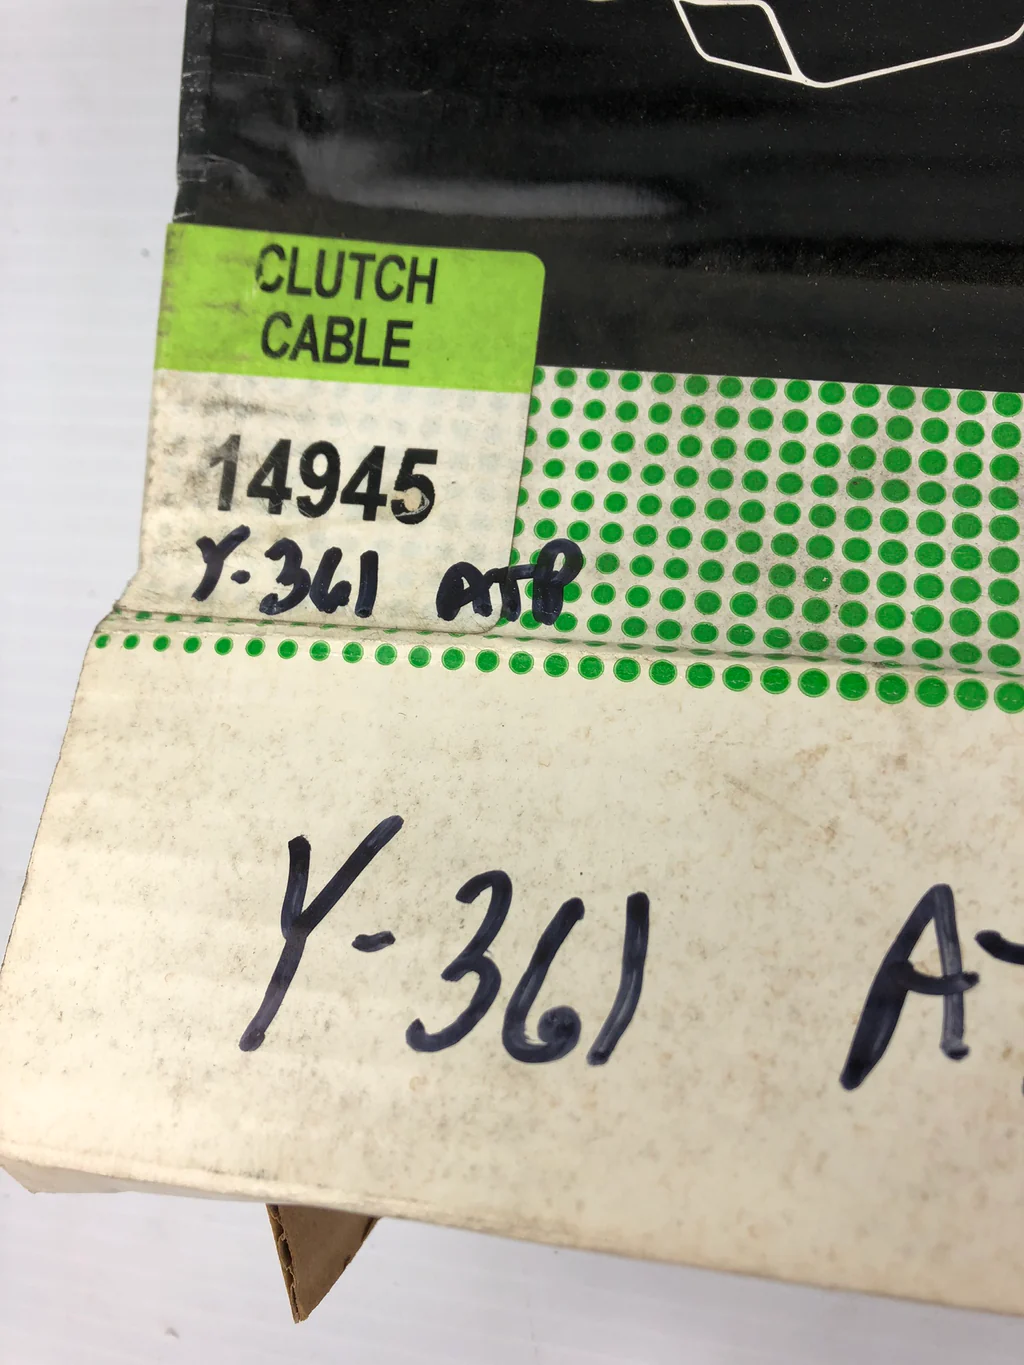 CLUTCH
CABLE
14945
Y-361 ATP
Y-361 A